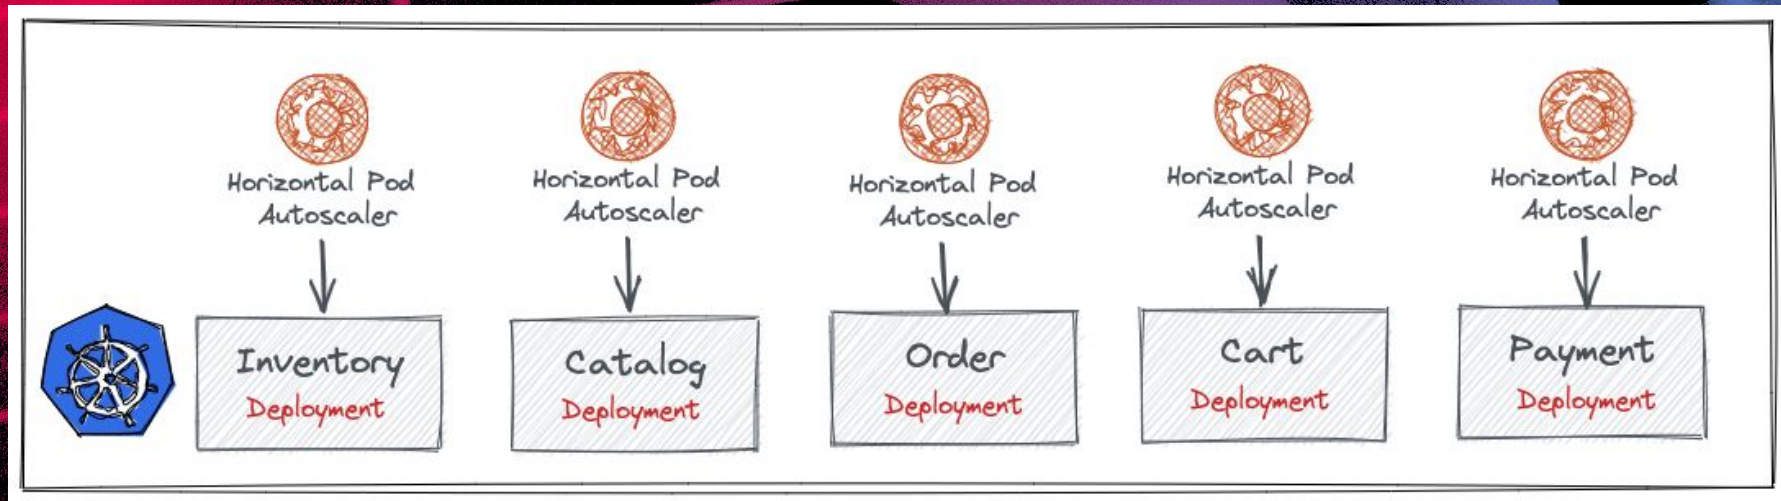 Horizontal Pod
Autoscaler
Horizontal Pod
Autoscaler
Horizontal Pod
Autoscaler
Horizontal Pod
Autoscaler
Horizontal Pod
Autoscaler
Inventory
Deployment
Catalog
Deployment
Order
Deployment
Cart
Deployment
Payment
Deployment